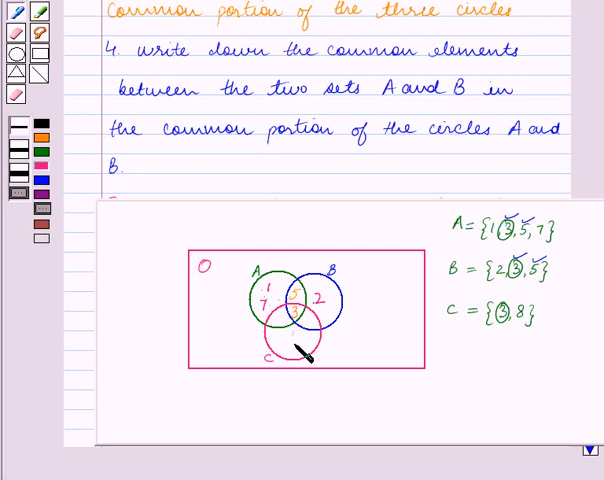 Common portion of the three circles
4. Write down the common elements
between the two sets A and B in
the common portion of the circles A and
B.
A = {1, 3, 5, 7}
B = {2, 3, 5}
C = {3, 8}
U
A
B
1
5
2
7
3
C